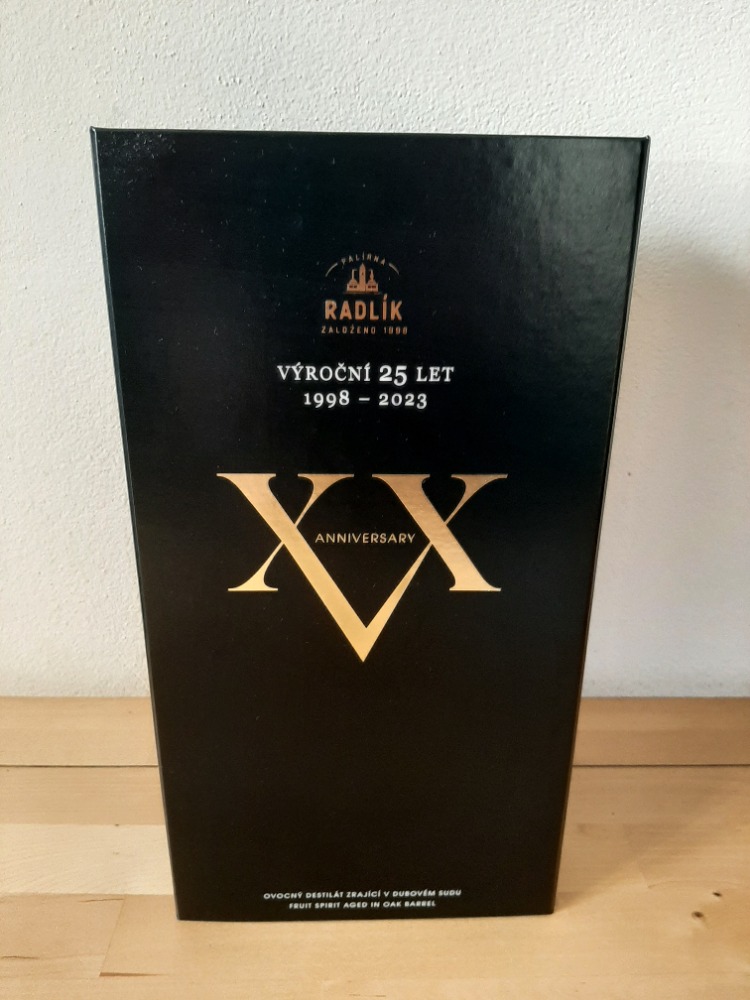 PALÍRNA
RADLÍK
ZALOŽENO 1998
VÝROČNÍ 25 LET
1998 – 2023
XVX
ANNIVERSARY
OVOCNÝ DESTILÁT ZRAJÍCÍ V DUBOVÉM SUDU
FRUIT SPIRIT AGED IN OAK BARREL